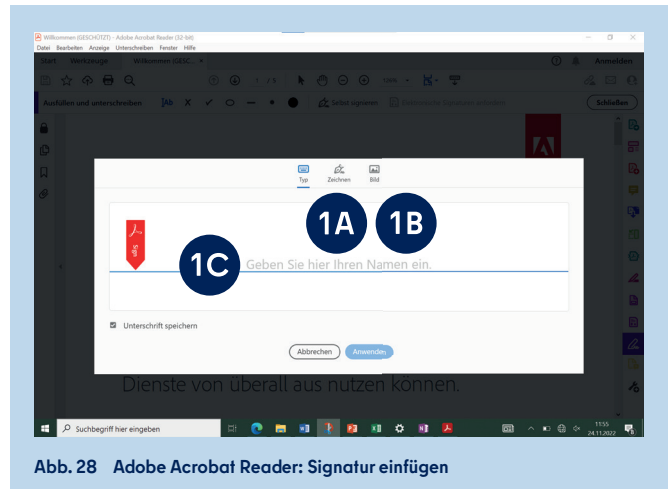 Willkommen (GESCHÜTZT) - Adobe Acrobat Reader (32-bit)
Datei Bearbeiten Anzeige Unterschreiben Fenster Hilfe
Start Werkzeuge Willkommen (GESC... × Anmelden
1 / 5
Ausfüllen und unterschreiben Selbst signieren Schließen
Typ Zeichnen Bild
1A 1B
Sign
1C Geben Sie hier Ihren Namen ein.
Unterschrift speichern
Abbrechen Anwenden
Dienste von überall aus nutzen können.
Suchbegriff hier eingeben
11:55
24.11.2022
Abb. 28 Adobe Acrobat Reader: Signatur einfügen